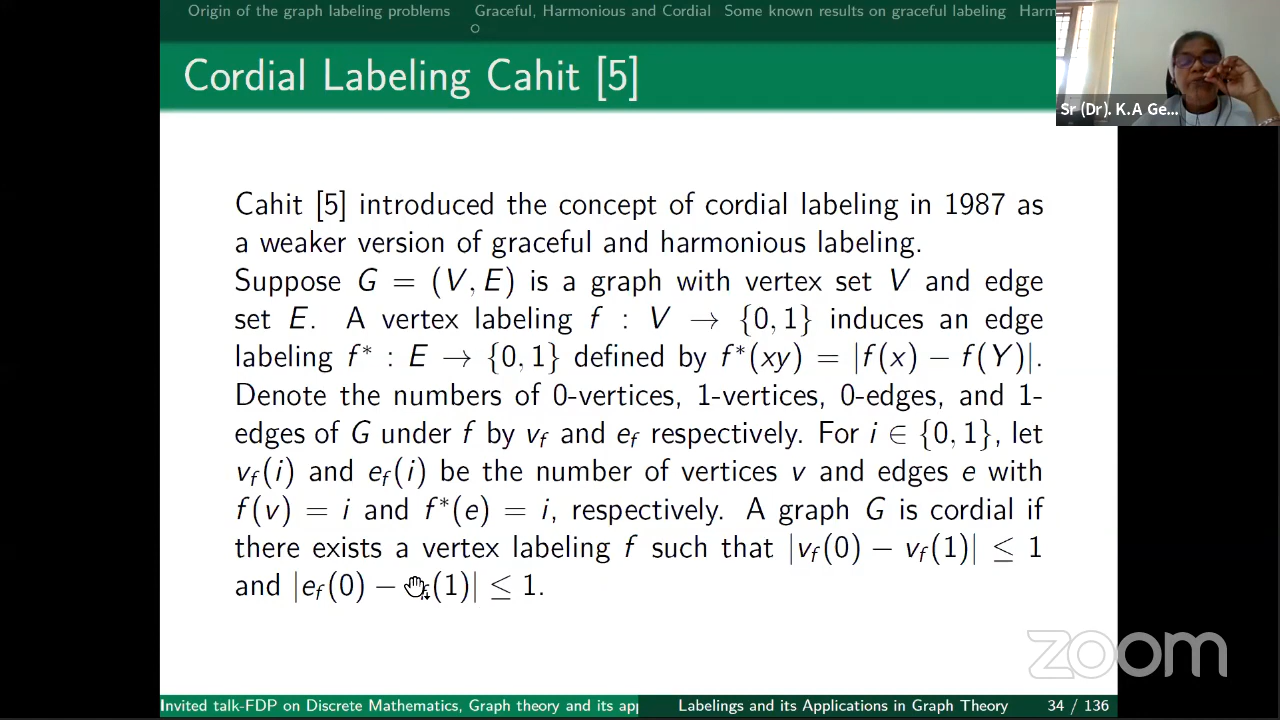 Origin of the graph labeling problems Graceful, Harmonious and Cordial Some known results on graceful labeling Harm
Cordial Labeling Cahit [5]
Sr (Dr). K.A Ge...
Cahit [5] introduced the concept of cordial labeling in 1987 as
a weaker version of graceful and harmonious labeling.
Suppose G = (V, E) is a graph with vertex set V and edge
set E. A vertex labeling f : V → {0, 1} induces an edge
labeling f* : E → {0, 1} defined by f*(xy) = |f(x) − f(Y)|.
Denote the numbers of 0-vertices, 1-vertices, 0-edges, and 1-
edges of G under f by v_f and e_f respectively. For i ∈ {0, 1}, let
v_f(i) and e_f(i) be the number of vertices v and edges e with
f(v) = i and f*(e) = i, respectively. A graph G is cordial if
there exists a vertex labeling f such that |v_f(0) − v_f(1)| ≤ 1
and |e_f(0) − f(1)| ≤ 1.
zoom
Invited talk-FDP on Discrete Mathematics, Graph theory and its app Labelings and its Applications in Graph Theory 34 / 136